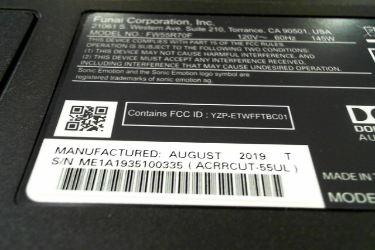 Funai Corporation, Inc.
21061 S. Western Ave. Suite 210, Torrance, CA 90501, USA
MODEL NO.: FW55R70F 120V~ 60Hz 145W
THIS DEVICE COMPLIES WITH PART 15 OF THE FCC RULES.
OPERATION IS SUBJECT TO THE FOLLOWING TWO CONDITIONS: (1)
THIS DEVICE MAY NOT CAUSE HARMFUL INTERFERENCE, AND
(2) THIS DEVICE MUST ACCEPT ANY INTERFERENCE RECEIVED,
INCLUDING INTERFERENCE THAT MAY CAUSE UNDESIRED OPERATION.
Sonic Emotion and the Sonic Emotion logo symbol are
registered trademarks of sonic emotion ag.
Contains FCC ID : YZP-ETWFFTBC01
DO
AU
MANUFACTURED: AUGUST 2019 T
S/N ME1A1935100335 (ACRRCUT-55UL)
MADE IN
MODE